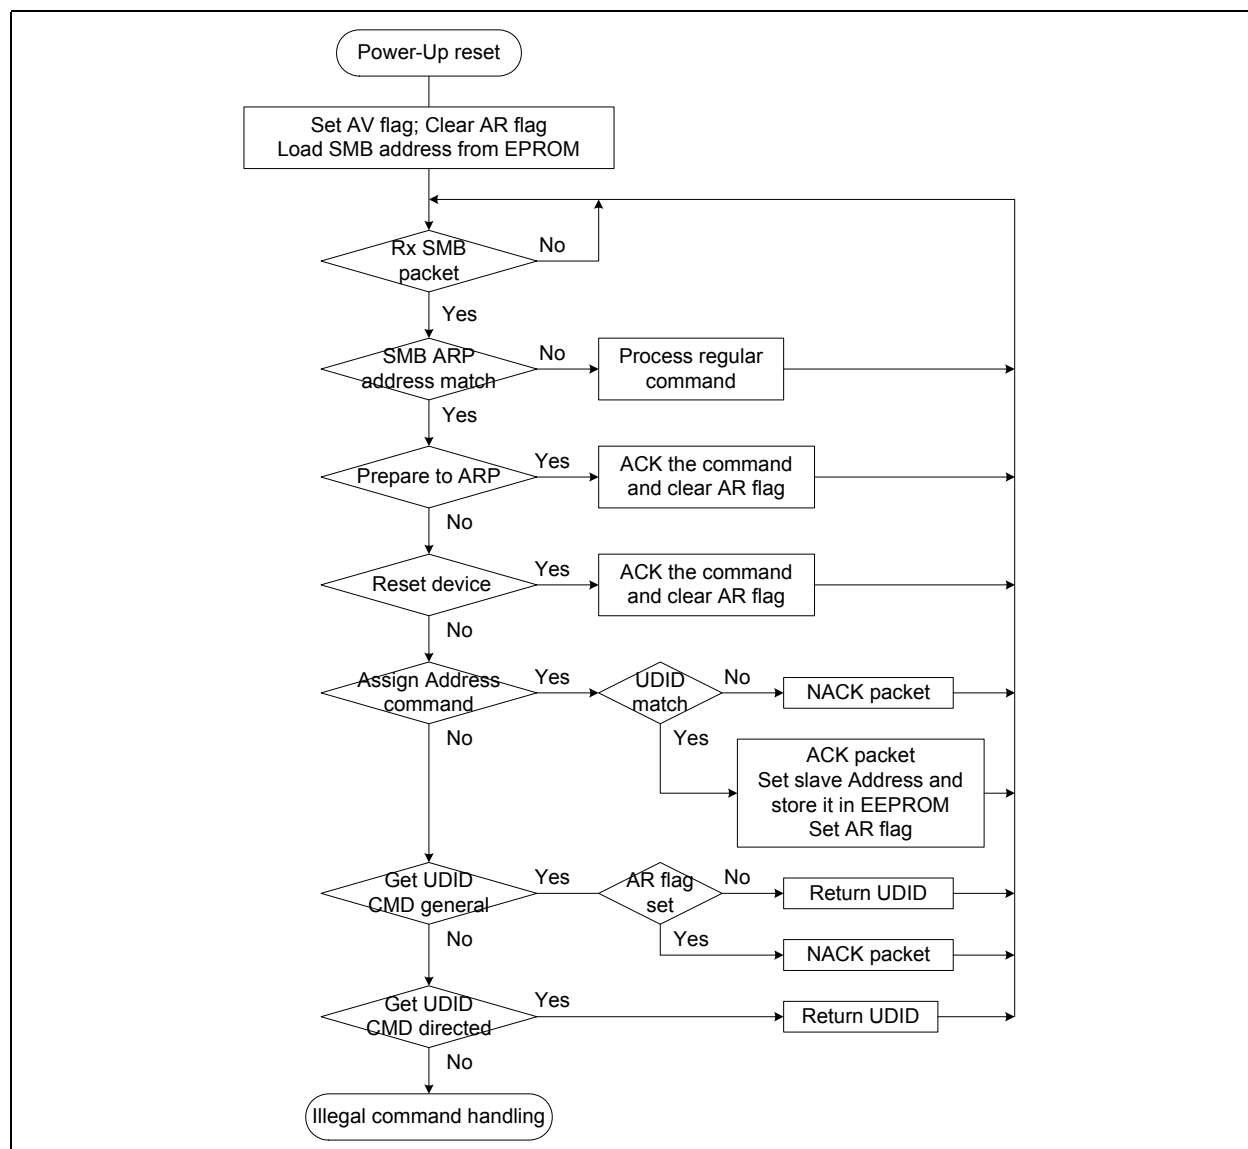 Power-Up reset
Set AV flag; Clear AR flag
Load SMB address from EPROM
Rx SMB
packet
No
Yes
SMB ARP
address match
No
Process regular
command
Yes
Prepare to ARP
Yes
ACK the command
and clear AR flag
No
Reset device
Yes
ACK the command
and clear AR flag
No
Assign Address
command
Yes
UDID
match
No
NACK packet
Yes
ACK packet
Set slave Address and
store it in EEPROM
Set AR flag
No
Get UDID
CMD general
Yes
AR flag
set
No
Return UDID
Yes
NACK packet
No
Get UDID
CMD directed
Yes
Return UDID
No
Illegal command handling